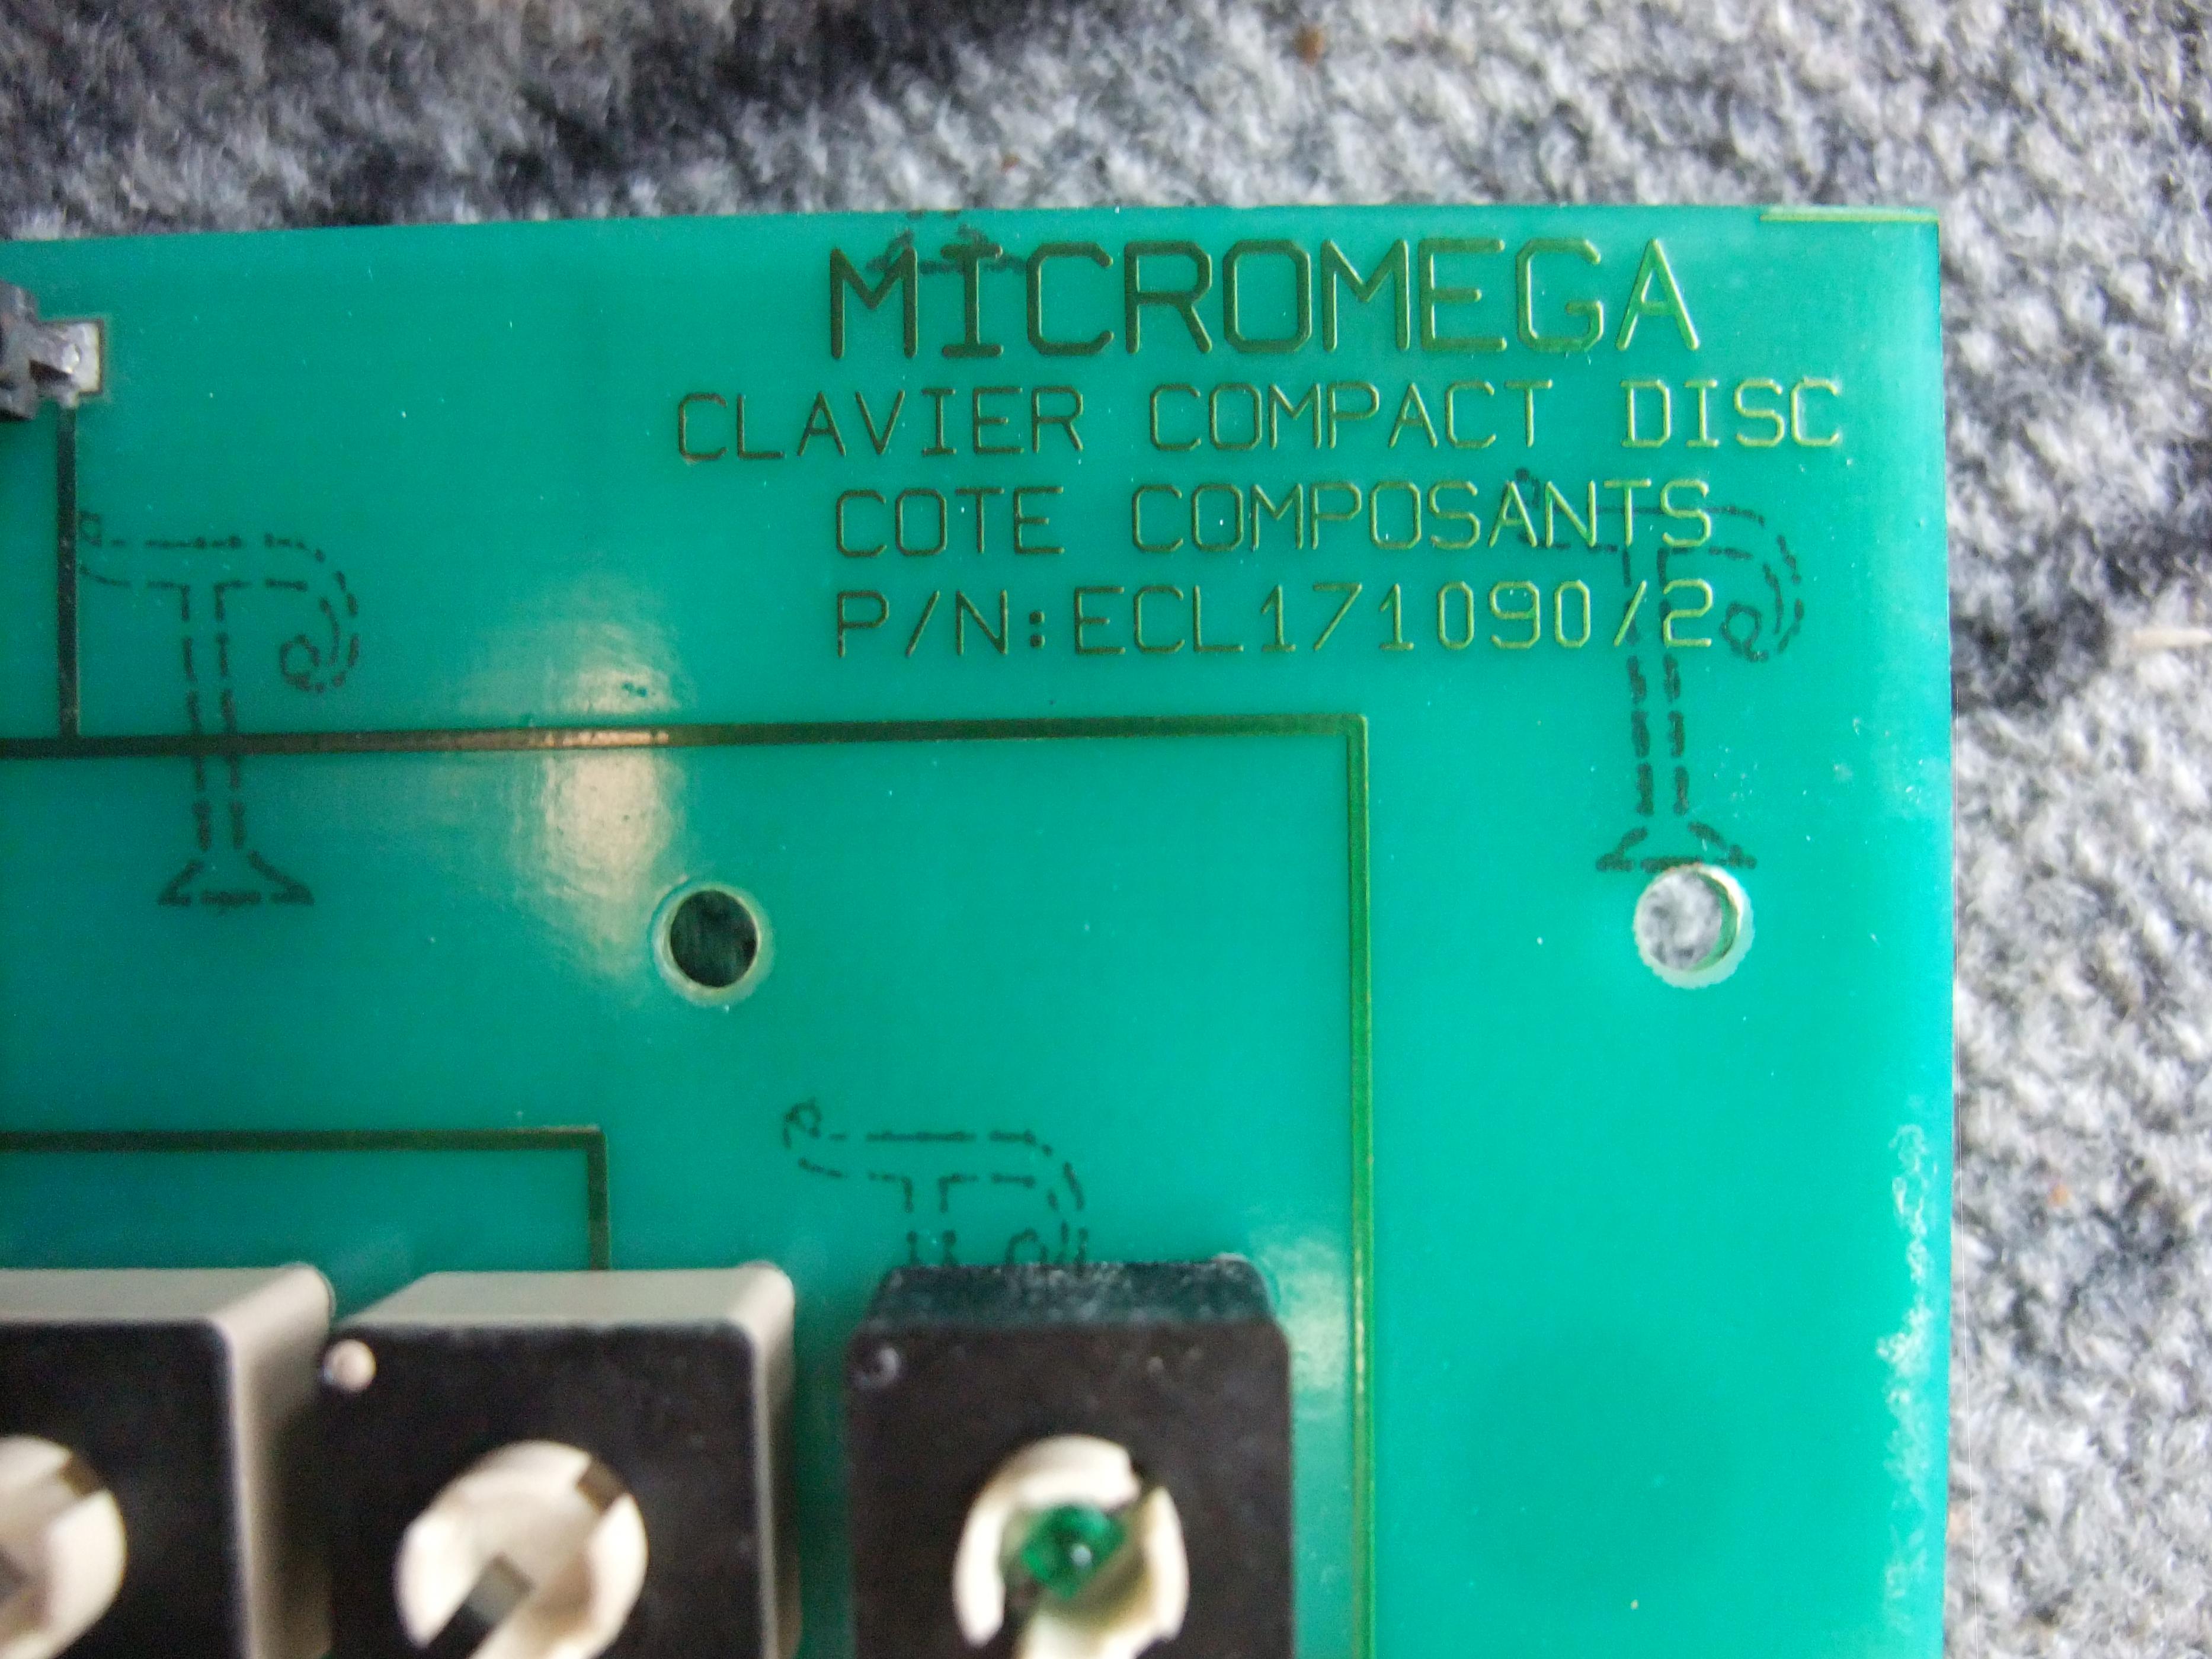 MICROMEGA
CLAVIER COMPACT DISC
COTE COMPOSANTS
P/N:ECL171090/2